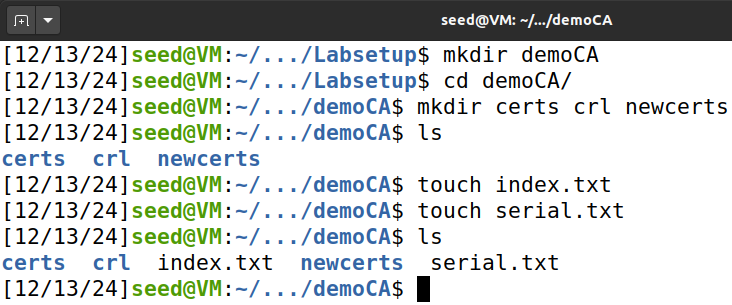 seed@VM: ~/.../demoCA
[12/13/24]seed@VM:~/.../Labsetup$ mkdir demoCA
[12/13/24]seed@VM:~/.../Labsetup$ cd demoCA/
[12/13/24]seed@VM:~/.../demoCA$ mkdir certs crl newcerts
[12/13/24]seed@VM:~/.../demoCA$ ls
certs  crl  newcerts
[12/13/24]seed@VM:~/.../demoCA$ touch index.txt
[12/13/24]seed@VM:~/.../demoCA$ touch serial.txt
[12/13/24]seed@VM:~/.../demoCA$ ls
certs  crl  index.txt  newcerts  serial.txt
[12/13/24]seed@VM:~/.../demoCA$